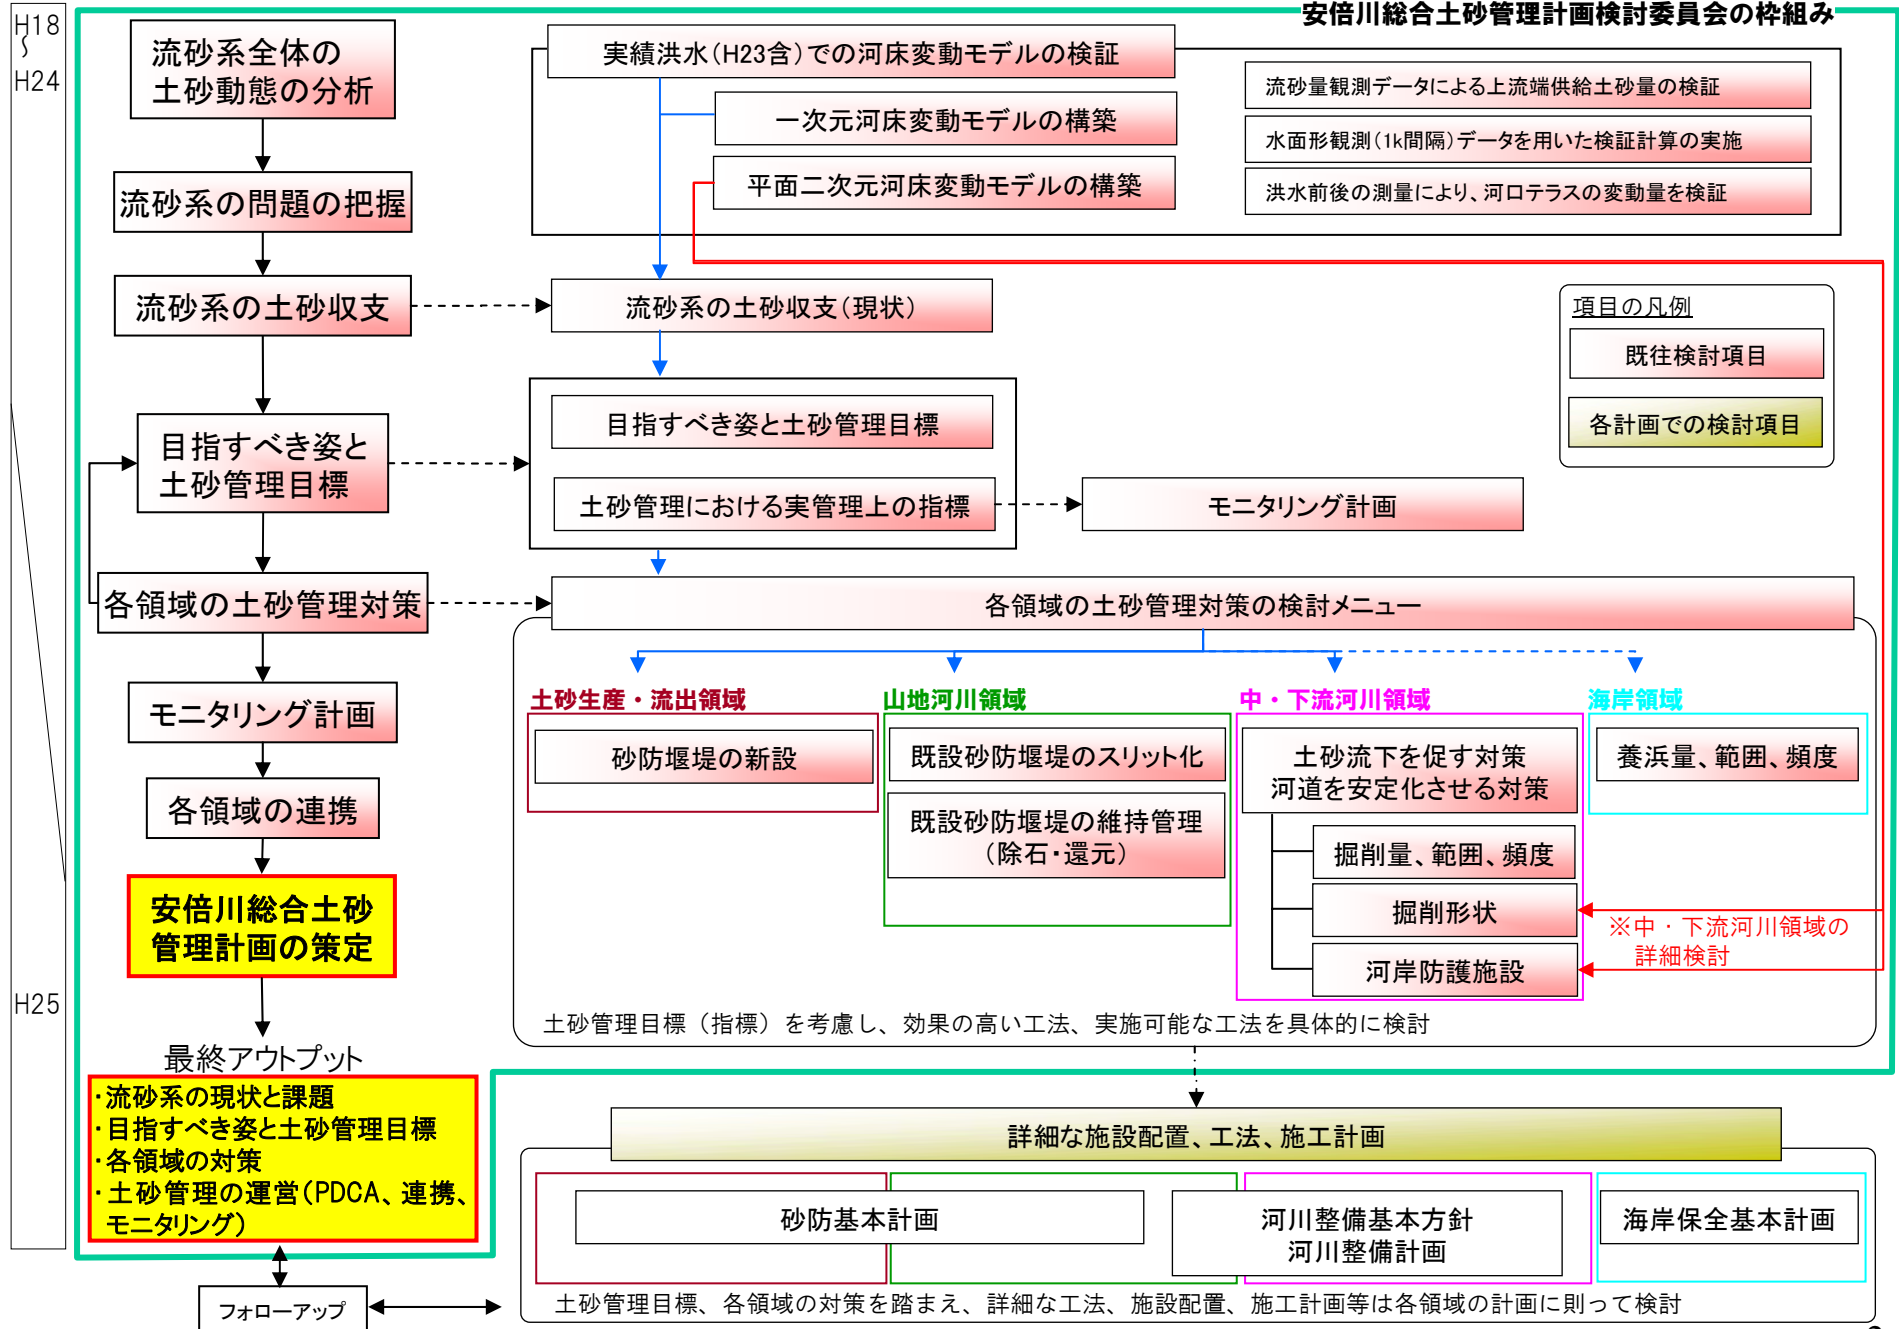 安倍川総合土砂管理計画検討委員会の枠組み
H18
～
H24
H25
流砂系全体の
土砂動態の分析
流砂系の問題の把握
流砂系の土砂収支
目指すべき姿と
土砂管理目標
各領域の土砂管理対策
モニタリング計画
各領域の連携
安倍川総合土砂
管理計画の策定
最終アウトプット
・流砂系の現状と課題
・目指すべき姿と土砂管理目標
・各領域の対策
・土砂管理の運営(PDCA、連携、
モニタリング)
フォローアップ
実績洪水(H23含)での河床変動モデルの検証
一次元河床変動モデルの構築
平面二次元河床変動モデルの構築
流砂量観測データによる上流端供給土砂量の検証
水面形観測(1k間隔)データを用いた検証計算の実施
洪水前後の測量により、河口テラスの変動量を検証
流砂系の土砂収支(現状)
項目の凡例
既往検討項目
各計画での検討項目
目指すべき姿と土砂管理目標
土砂管理における実管理上の指標
モニタリング計画
各領域の土砂管理対策の検討メニュー
土砂生産・流出領域
砂防堰堤の新設
山地河川領域
既設砂防堰堤のスリット化
既設砂防堰堤の維持管理
(除石・還元)
中・下流河川領域
土砂流下を促す対策
河道を安定化させる対策
掘削量、範囲、頻度
掘削形状
河岸防護施設
海岸領域
養浜量、範囲、頻度
※中・下流河川領域の
詳細検討
土砂管理目標（指標）を考慮し、効果の高い工法、実施可能な工法を具体的に検討
詳細な施設配置、工法、施工計画
砂防基本計画
河川整備基本方針
河川整備計画
海岸保全基本計画
土砂管理目標、各領域の対策を踏まえ、詳細な工法、施設配置、施工計画等は各領域の計画に則って検討